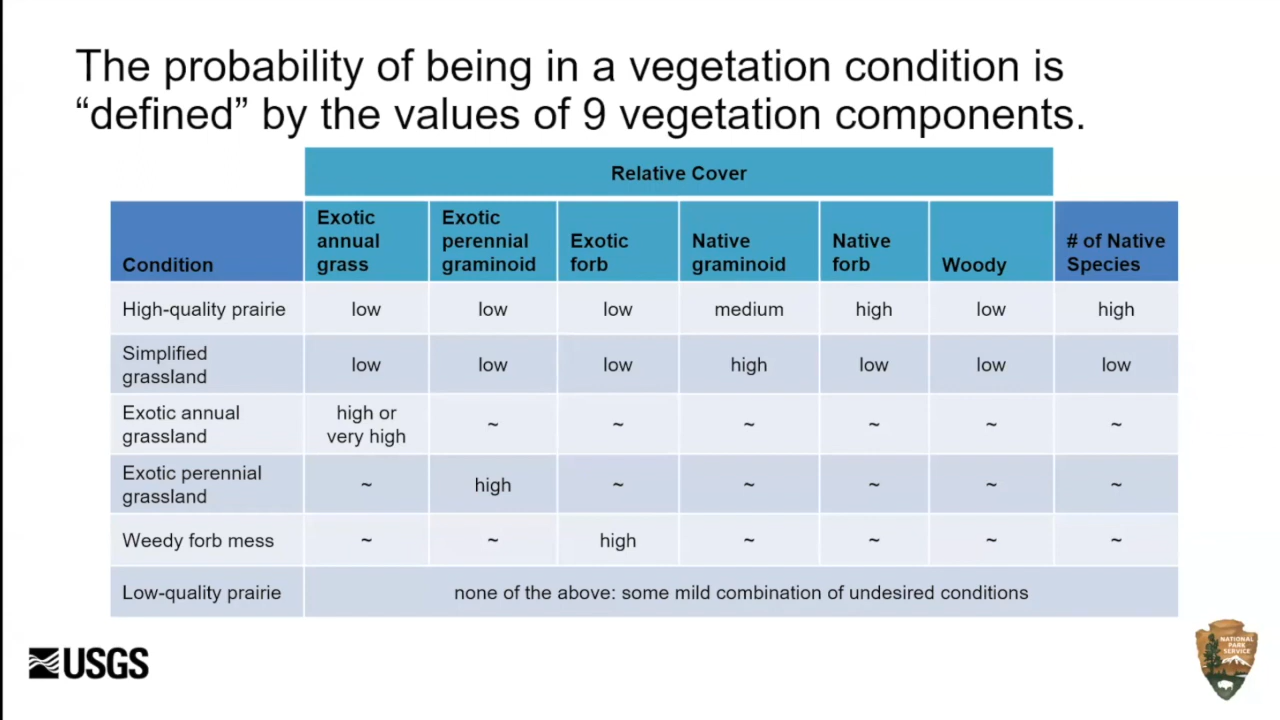 The probability of being in a vegetation condition is
“defined” by the values of 9 vegetation components.
Relative Cover
Condition
Exotic
annual
grass
Exotic
perennial
graminoid
Exotic
forb
Native
graminoid
Native
forb
Woody
# of Native
Species
High-quality prairie
low
low
low
medium
high
low
high
Simplified
grassland
low
low
low
high
low
low
low
Exotic annual
grassland
high or
very high
~
~
~
~
~
~
Exotic perennial
grassland
~
high
~
~
~
~
~
Weedy forb mess
~
~
high
~
~
~
~
Low-quality prairie
none of the above: some mild combination of undesired conditions
USGS
NATIONAL
PARK
SERVICE